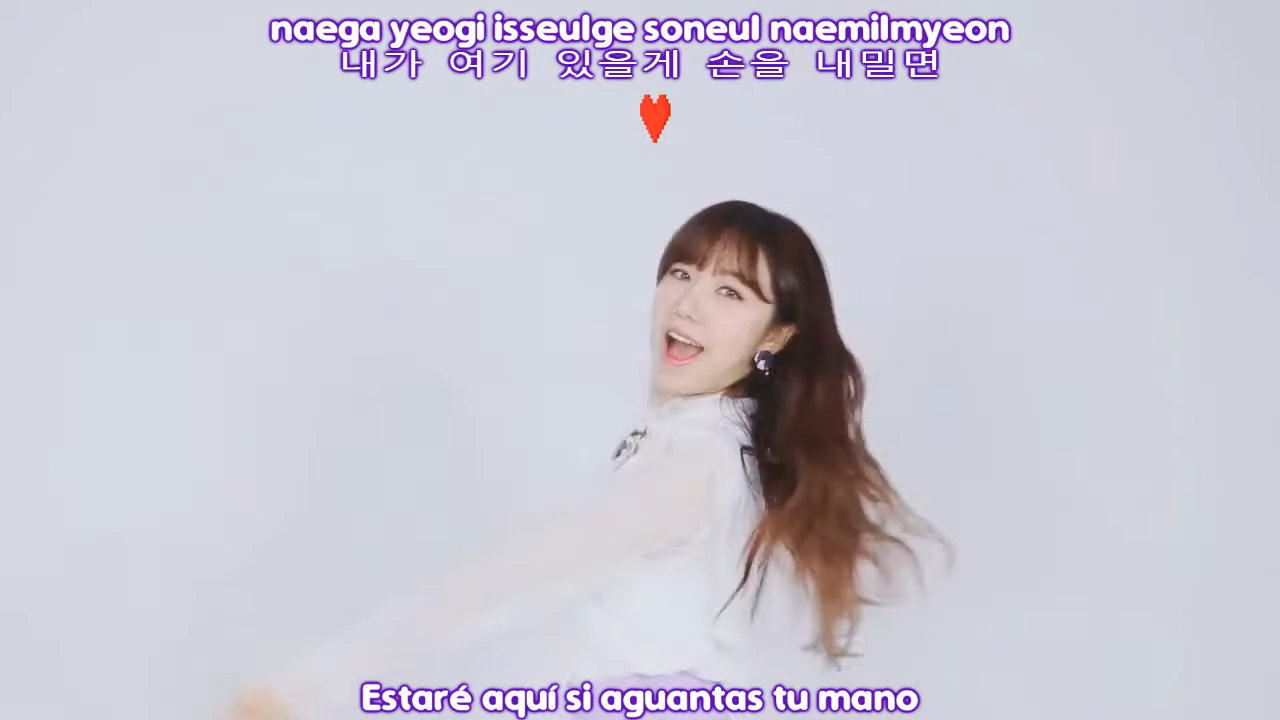 naega yeogi isseulge soneul naemilmyeon
내가 여기 있을게 손을 내밀면
Estaré aquí si aguantas tu mano